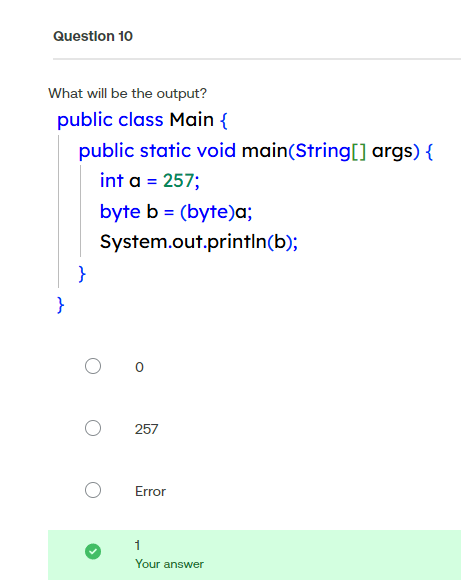 Question 10
What will be the output?
public class Main {
public static void main(String[] args) {
int a = 257;
byte b = (byte)a;
System.out.println(b);
}
}
0
257
Error
1
Your answer